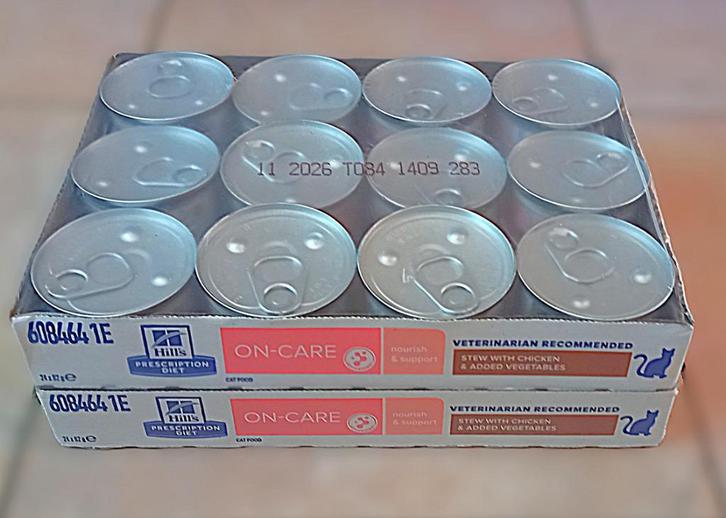 11 2026 T084 1409 283
608464 1E
Hill's
PRESCRIPTION
DIET
ON-CARE
nourish
& support
VETERINARIAN RECOMMENDED
STEW WITH CHICKEN
& ADDED VEGETABLES
CAT FOOD
608464 1E
Hill's
PRESCRIPTION
DIET
ON-CARE
nourish
& support
VETERINARIAN RECOMMENDED
STEW WITH CHICKEN
& ADDED VEGETABLES
CAT FOOD